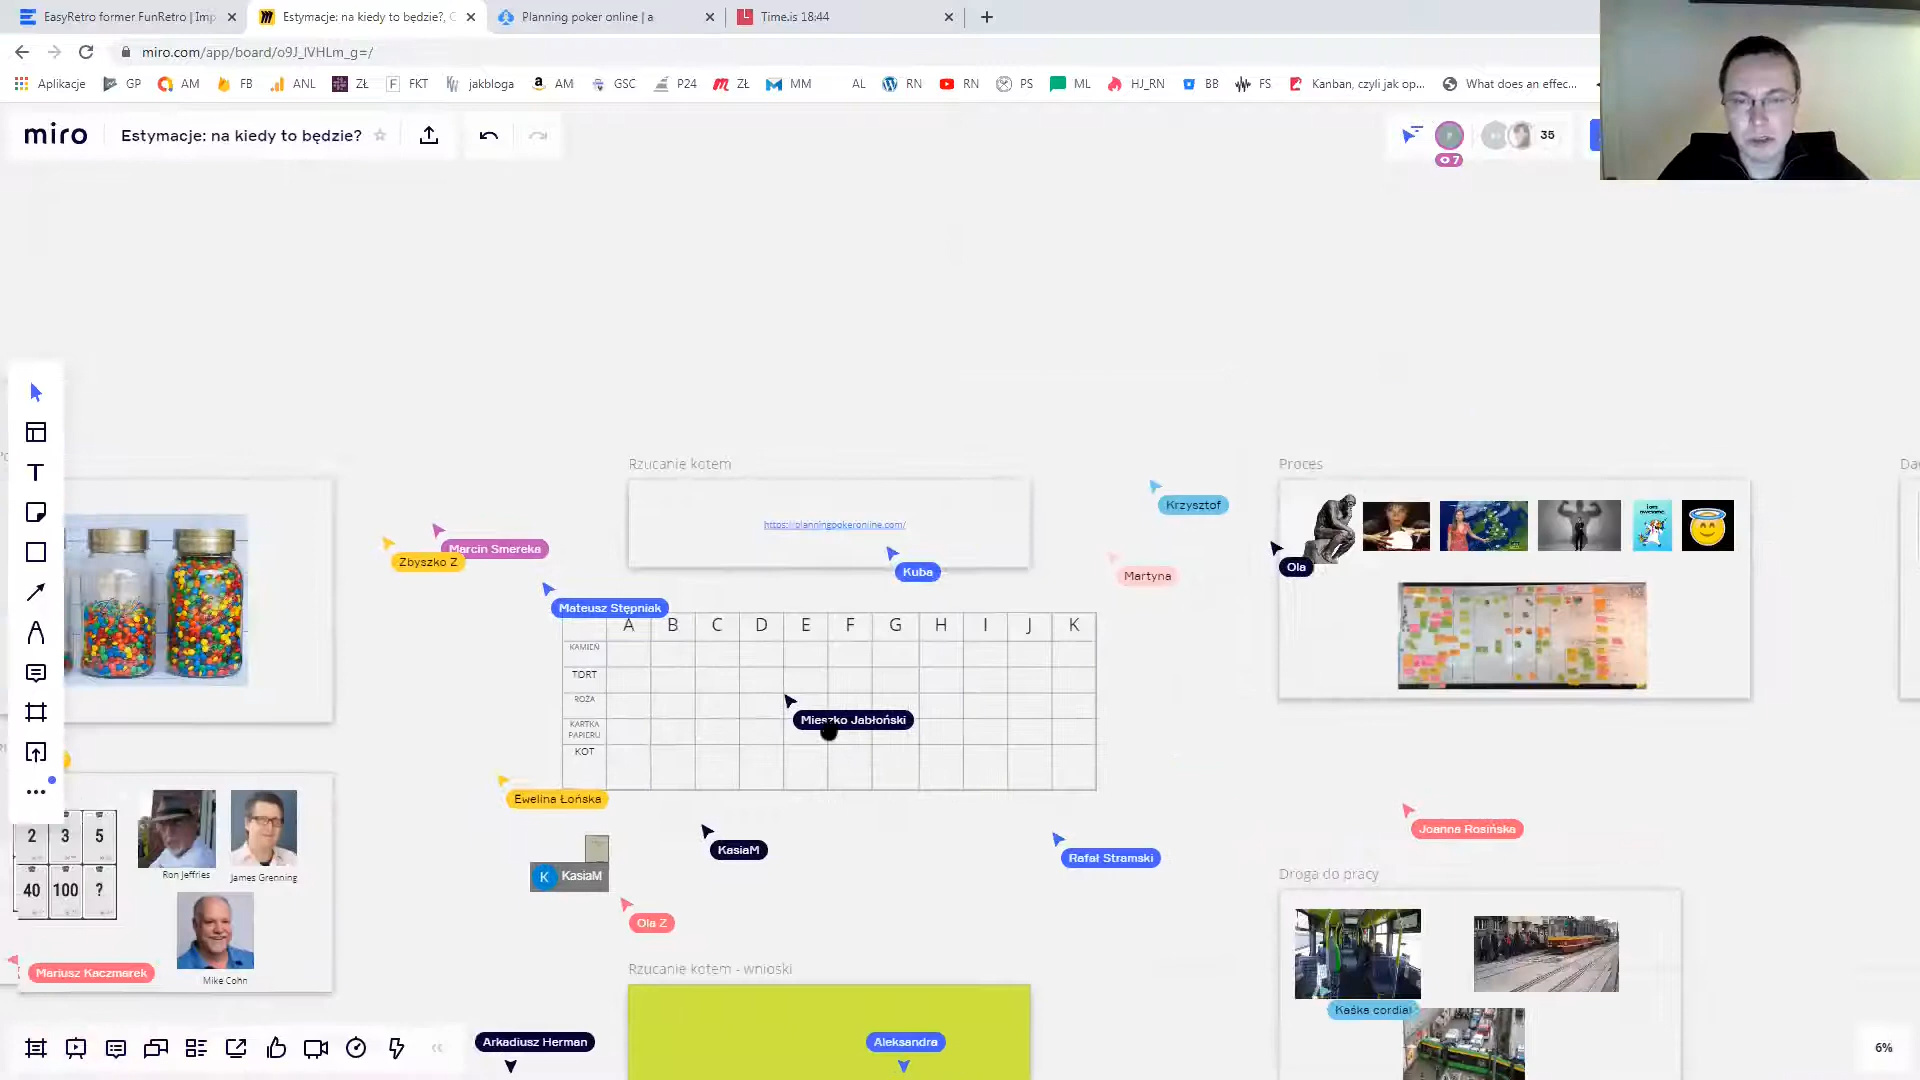 EasyRetro former FunRetro | Imp
Estymacje: na kiedy to będzie?, C
Planning poker online | a
Time.is 18:44
miro.com/app/board/o9J_lVHLm_g=/
Aplikacje
GP
AM
FB
ANL
ZŁ
FKT
jakbloga
AM
GSC
P24
ZŁ
MM
AL
RN
RN
PS
ML
HJ_RN
BB
FS
Kanban, czyli jak op...
What does an effec...
miro
Estymacje: na kiedy to będzie?
7
35
Rzucanie kotem
https://planningpokeronline.com/
Proces
Krzysztof
Marcin Smereka
Zbyszko Z
Kuba
Martyna
Ola
Mateusz Stępniak
A B C D E F G H I J K
KAMIEŃ
TORT
RÓŻA
KARTKA
PAPIERU
KOT
Mieszko Jabłoński
Ewelina Łońska
KasiaM
Rafał Stramski
Joanna Rosińska
K KasiaM
Ola Z
Droga do pracy
2 3 5
40 100 ?
Ron Jeffries
James Grenning
Mike Cohn
Mariusz Kaczmarek
Rzucanie kotem - wnioski
Kaśka cordial
Arkadiusz Herman
Aleksandra
6%